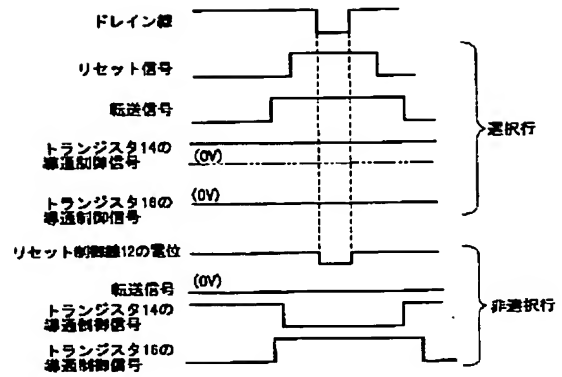 ドレイン線
リセット信号
転送信号
トランジスタ14の
導通制御信号
(0V)
トランジスタ16の
導通制御信号
(0V)
選択行
リセット制御線12の電位
転送信号
(0V)
トランジスタ14の
導通制御信号
トランジスタ16の
導通制御信号
非選択行